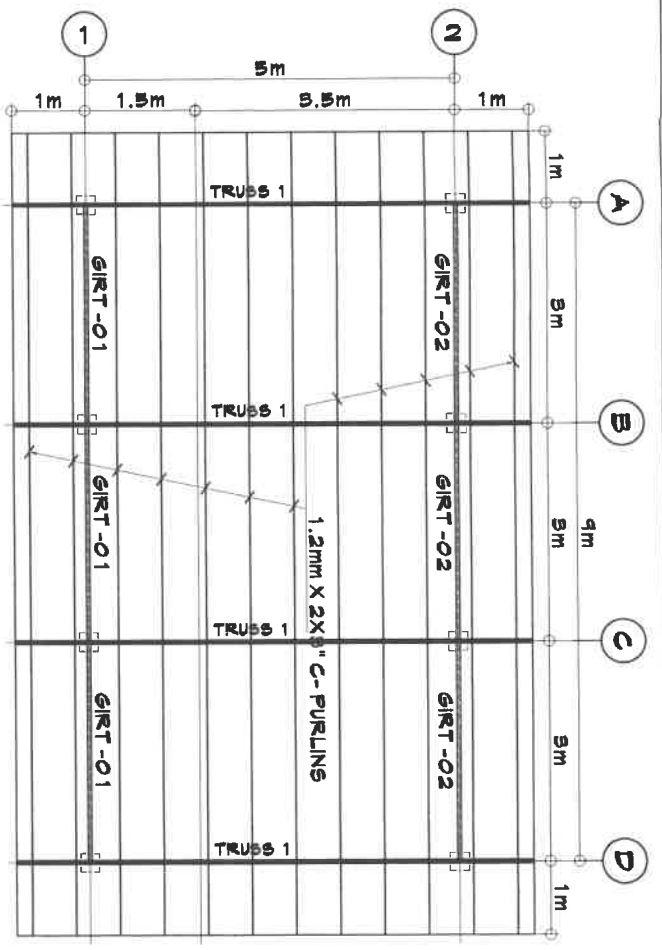 1
2
5m
1m
1.5m
3.5m
1m
A
B
C
D
1m
3m
3m
3m
1m
9m
TRUSS 1
TRUSS 1
TRUSS 1
TRUSS 1
GIRT -01
GIRT -01
GIRT -01
GIRT -02
GIRT -02
GIRT -02
1.2mm X 2X3" C- PURLINS